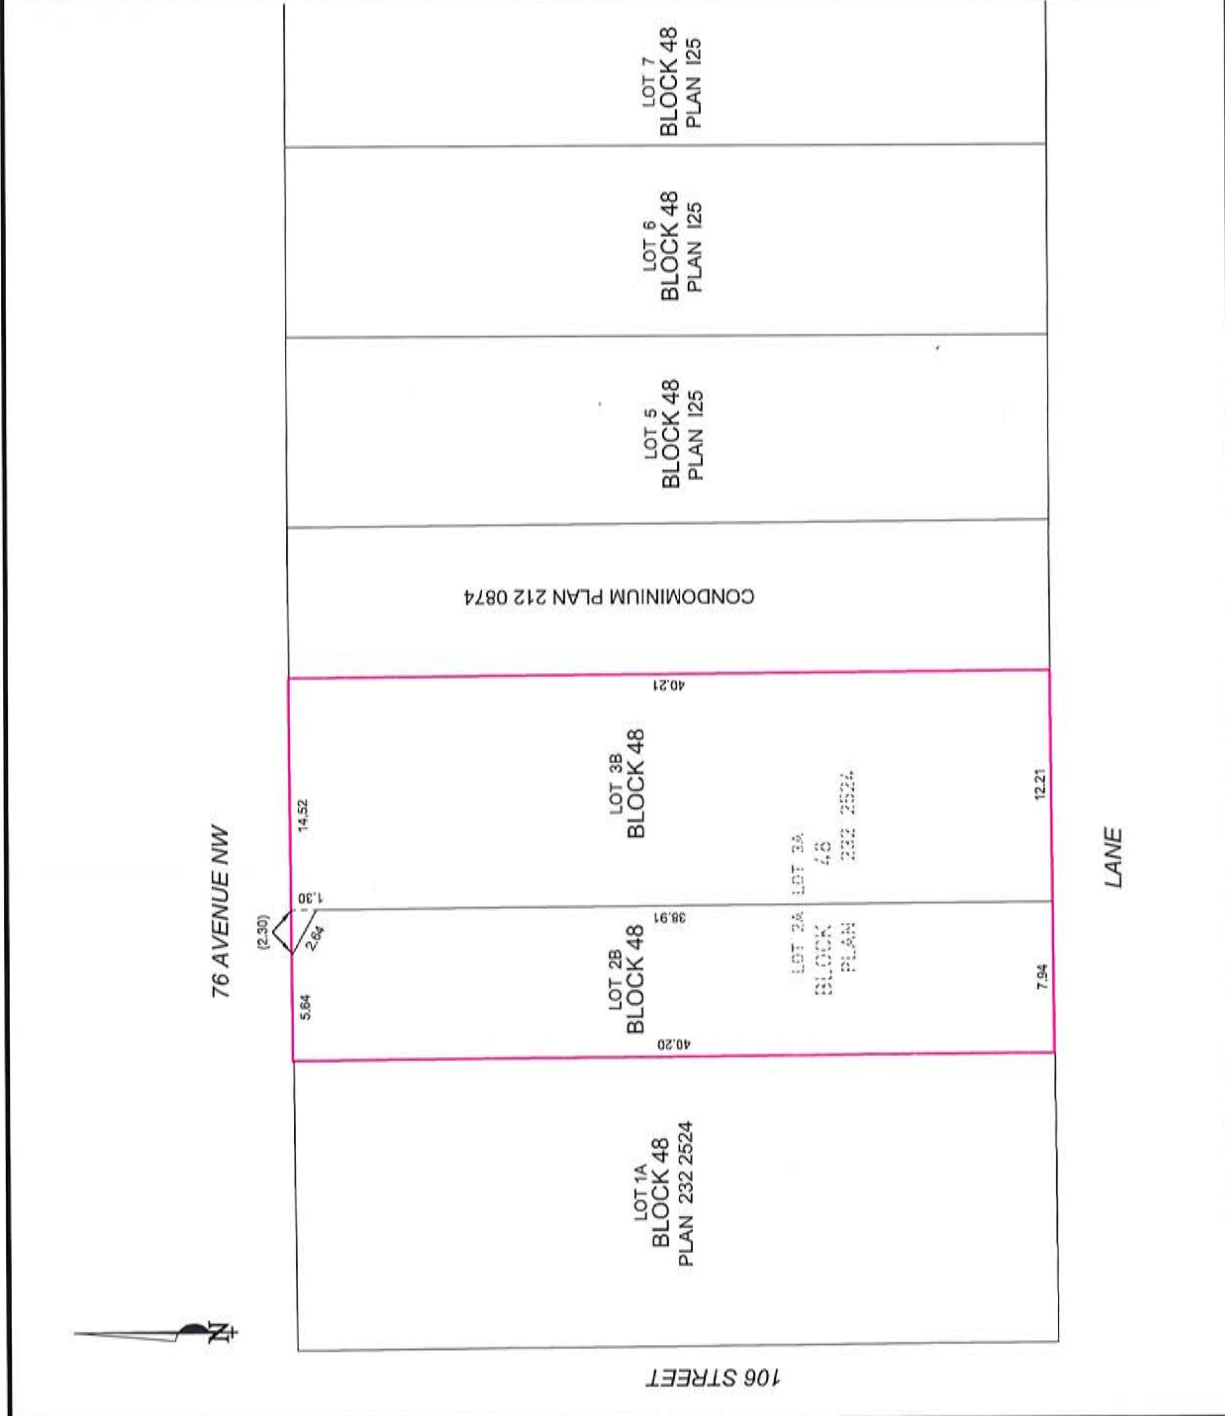 76 AVENUE NW
LOT 1A
BLOCK 48
PLAN 232 2524
5.64
(2.30)
2.64
1.30
14.52
LOT 2B
BLOCK 48
LOT 3B
BLOCK 48
40.20
38.91
40.21
LOT 2A LOT 3A
BLOCK 48
PLAN 232 2524
7.94
12.21
CONDOMINIUM PLAN 212 0874
LOT 5
BLOCK 48
PLAN I25
LOT 6
BLOCK 48
PLAN I25
LOT 7
BLOCK 48
PLAN I25
LANE
106 STREET
N